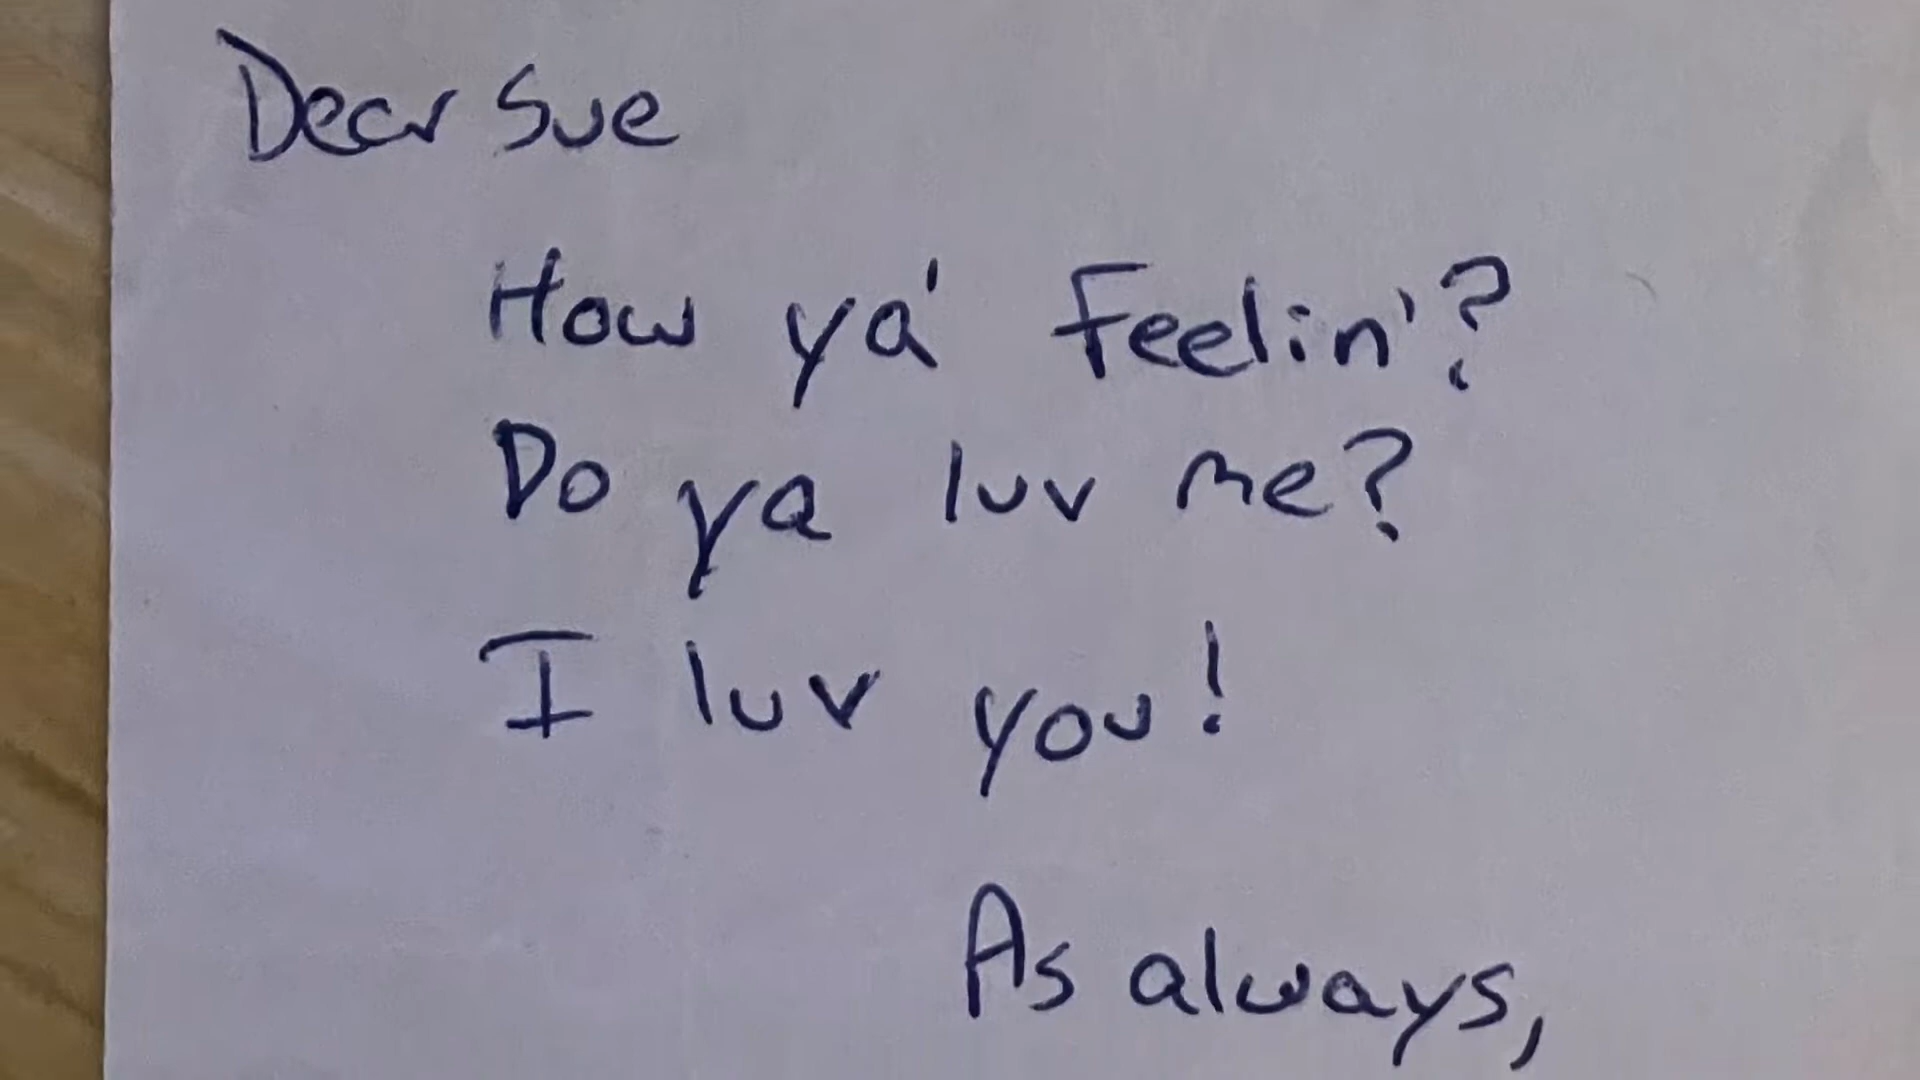 Dear Sue
How ya' Feelin'?
Do ya luv me?
I luv you!
As always,